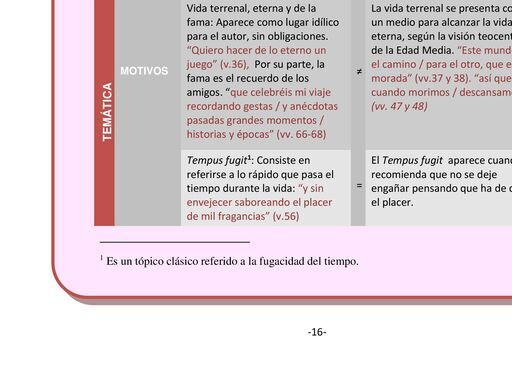 TEMÁTICA
MOTIVOS
Vida terrenal, eterna y de la
fama: Aparece como lugar idílico
para el autor, sin obligaciones.
“Quiero hacer de lo eterno un
juego” (v.36), Por su parte, la
fama es el recuerdo de los
amigos. “que celebréis mi viaje
recordando gestas / y anécdotas
pasadas grandes momentos /
historias y épocas” (vv. 66-68)
≠
La vida terrenal se presenta co
un medio para alcanzar la vida
eterna, según la visión teocent
de la Edad Media. “Este mund
el camino / para el otro, que e
morada” (vv.37 y 38). “así que
cuando morimos / descansam
(vv. 47 y 48)
Tempus fugit¹: Consiste en
referirse a lo rápido que pasa el
tiempo durante la vida: “y sin
envejecer saboreando el placer
de mil fragancias” (v.56)
=
El Tempus fugit aparece cuan
recomienda que no se deje
engañar pensando que ha de d
el placer.
¹ Es un tópico clásico referido a la fugacidad del tiempo.
-16-